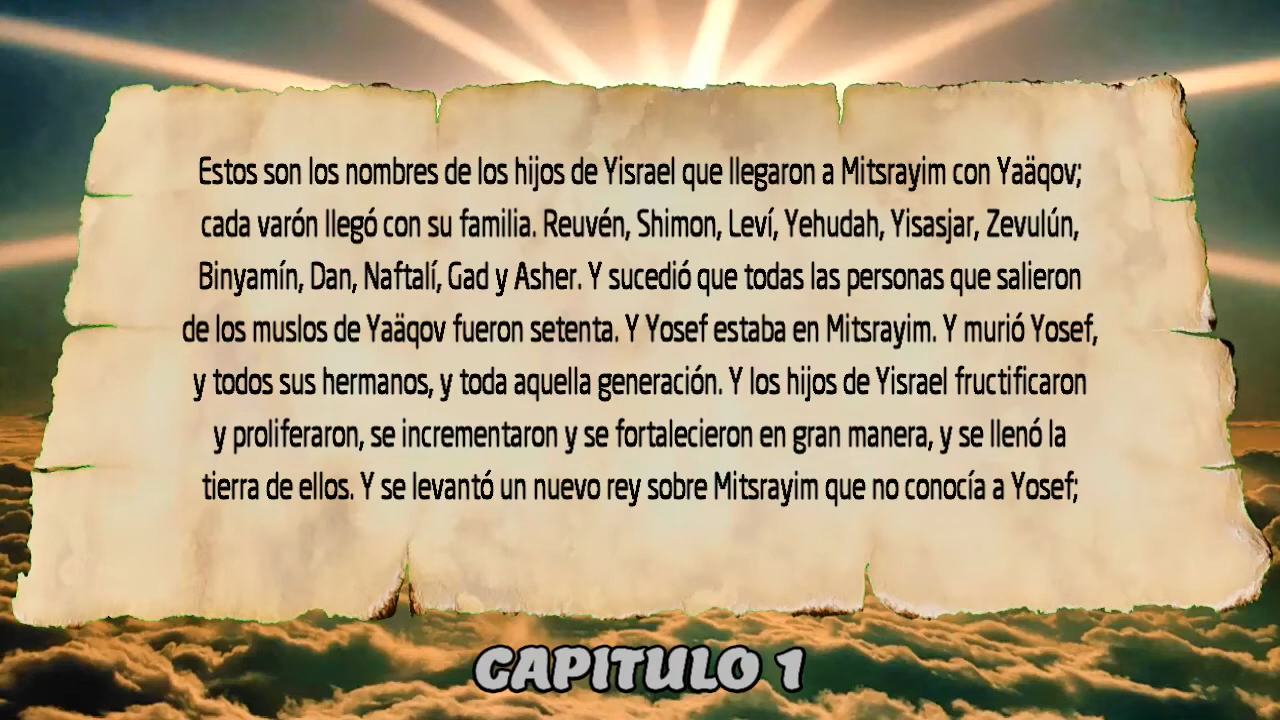 Estos son los nombres de los hijos de Yisrael que llegaron a Mitsrayim con Yaäqov;
cada varón llegó con su familia. Reuvén, Shimon, Leví, Yehudah, Yisasjar, Zevulún,
Binyamín, Dan, Naftalí, Gad y Asher. Y sucedió que todas las personas que salieron
de los muslos de Yaäqov fueron setenta. Y Yosef estaba en Mitsrayim. Y murió Yosef,
y todos sus hermanos, y toda aquella generación. Y los hijos de Yisrael fructificaron
y proliferaron, se incrementaron y se fortalecieron en gran manera, y se llenó la
tierra de ellos. Y se levantó un nuevo rey sobre Mitsrayim que no conocía a Yosef;
CAPITULO 1